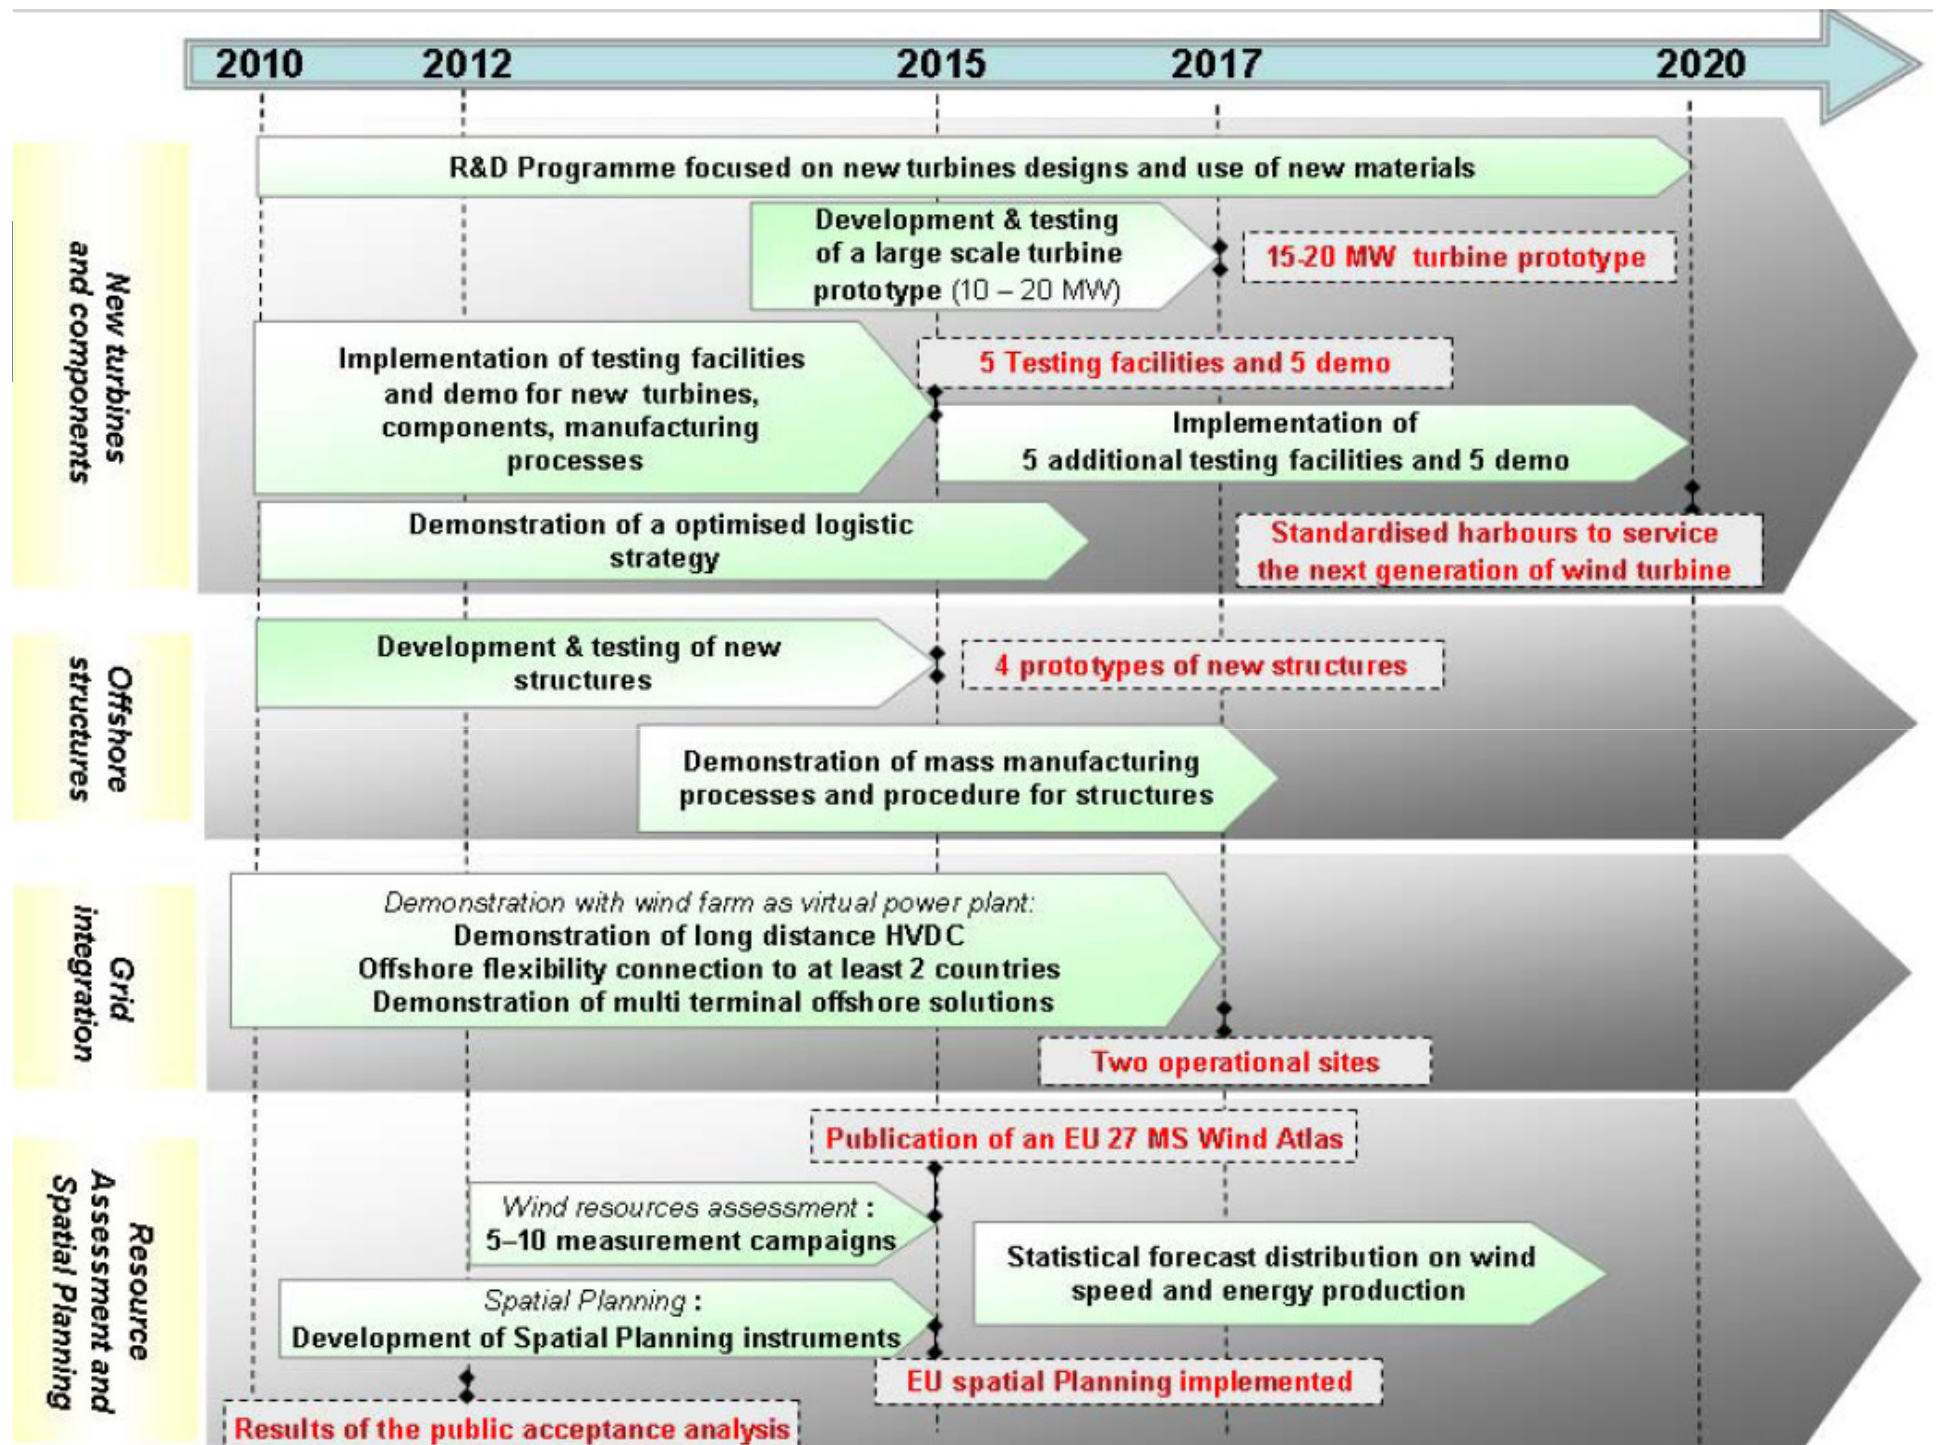 2010 2012 2015 2017 2020
New turbines
and components
R&D Programme focused on new turbines designs and use of new materials
Development & testing
of a large scale turbine
prototype (10 – 20 MW)
15-20 MW turbine prototype
Implementation of testing facilities
and demo for new turbines,
components, manufacturing
processes
5 Testing facilities and 5 demo
Implementation of
5 additional testing facilities and 5 demo
Demonstration of a optimised logistic
strategy
Standardised harbours to service
the next generation of wind turbine
Offshore
structures
Development & testing of new
structures
4 prototypes of new structures
Demonstration of mass manufacturing
processes and procedure for structures
Grid
integration
Demonstration with wind farm as virtual power plant:
Demonstration of long distance HVDC
Offshore flexibility connection to at least 2 countries
Demonstration of multi terminal offshore solutions
Two operational sites
Resource
Assessment and
Spatial Planning
Publication of an EU 27 MS Wind Atlas
Wind resources assessment :
5–10 measurement campaigns
Statistical forecast distribution on wind
speed and energy production
Spatial Planning :
Development of Spatial Planning instruments
EU spatial Planning implemented
Results of the public acceptance analysis